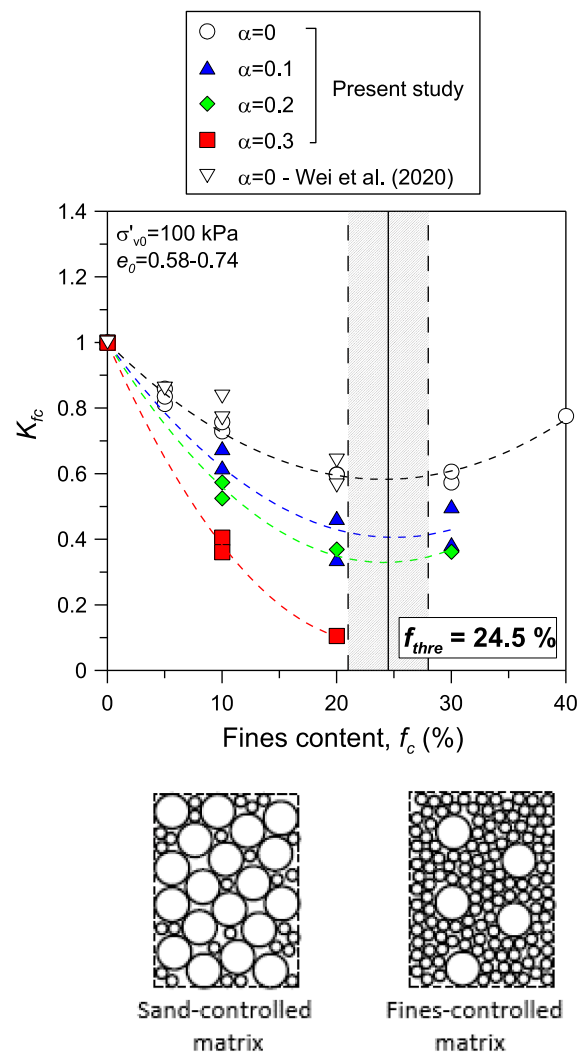 α=0
α=0.1
α=0.2
α=0.3
Present study
α=0 - Wei et al. (2020)
σ'v0=100 kPa
e0=0.58-0.74
1.4
1.2
1
0.8
0.6
0.4
0.2
0
Kfc
fthre = 24.5 %
0 10 20 30 40
Fines content, fc (%)
Sand-controlled
matrix
Fines-controlled
matrix